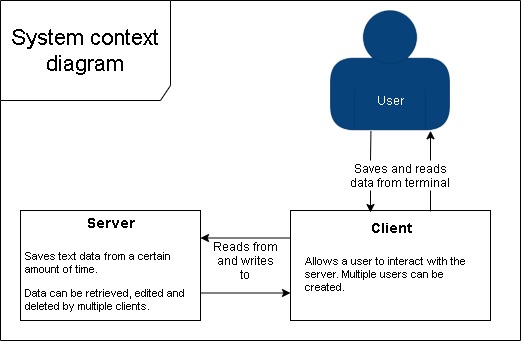 System context
diagram
User
Saves and reads
data from terminal
Server
Saves text data from a certain
amount of time.
Data can be retrieved, edited and
deleted by multiple clients.
Reads from
and writes
to
Client
Allows a user to interact with the
server. Multiple users can be
created.